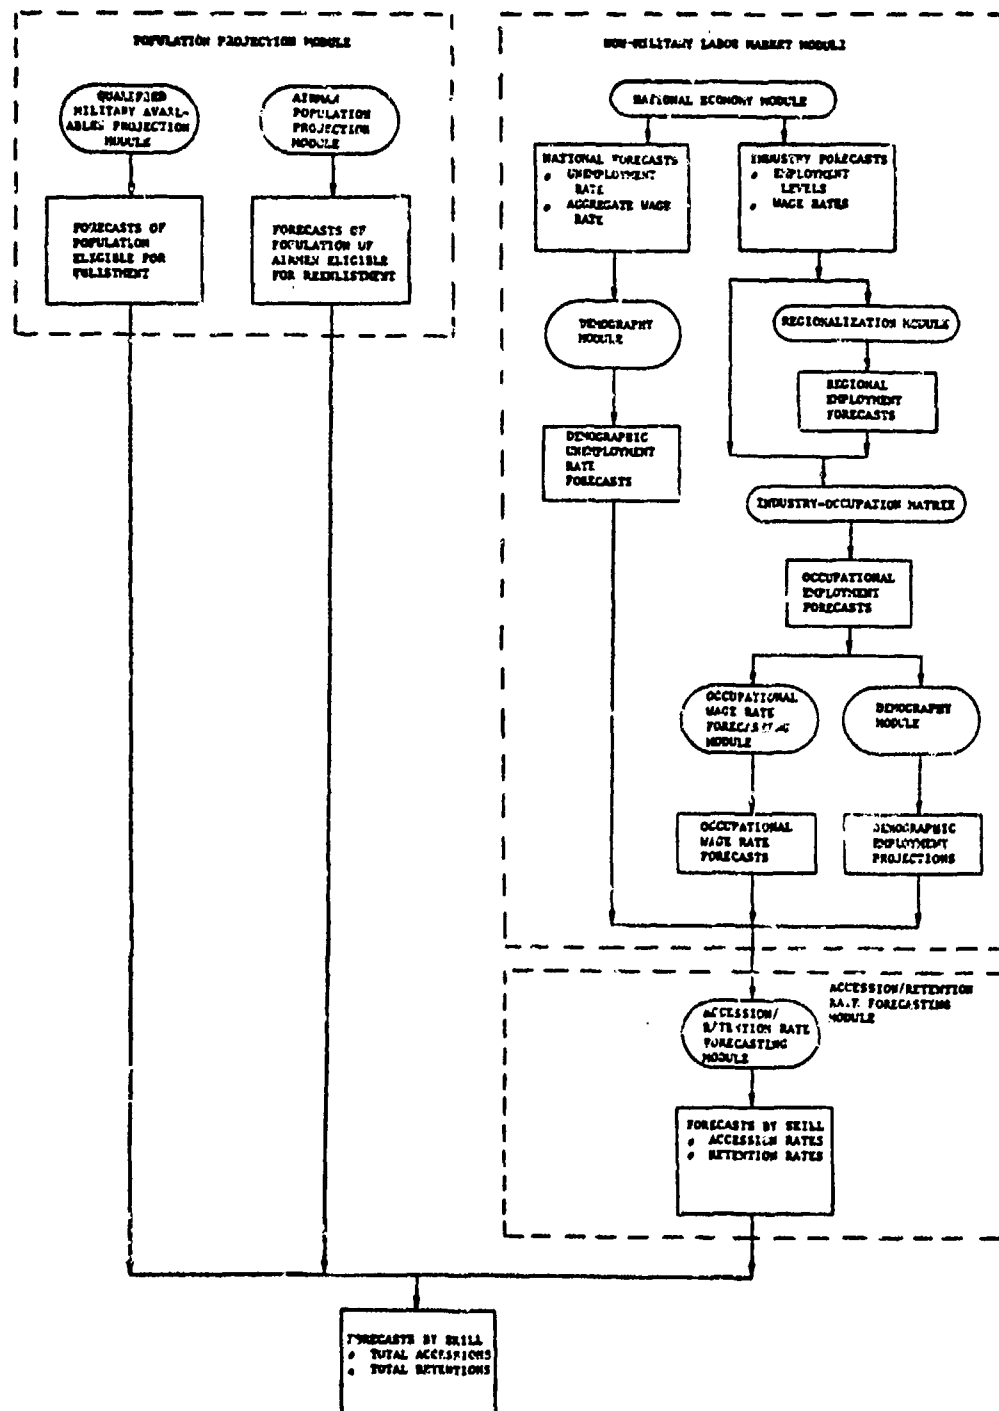 POPULATION PROJECTION MODULE
QUALIFIED
MILITARY AVAIL-
ABLES PROJECTION
MODULE
AIRMAN
POPULATION
PROJECTION
MODULE
FORECASTS OF
POPULATION
ELIGIBLE FOR
ENLISTMENT
FORECASTS OF
POPULATION OF
AIRMEN ELIGIBLE
FOR REENLISTMENT
NON-MILITARY LABOR MARKET MODULE
NATIONAL ECONOMY MODULE
NATIONAL FORECASTS
• UNEMPLOYMENT
RATE
• AGGREGATE WAGE
RATE
INDUSTRY FORECASTS
• EMPLOYMENT
LEVELS
• WAGE RATES
DEMOGRAPHY
MODULE
REGIONALIZATION MODULE
REGIONAL
EMPLOYMENT
FORECASTS
DEMOGRAPHIC
UNEMPLOYMENT
RATE
FORECASTS
INDUSTRY-OCCUPATION MATRIX
OCCUPATIONAL
EMPLOYMENT
FORECASTS
OCCUPATIONAL
WAGE RATE
FORECASTING
MODULE
DEMOGRAPHY
MODULE
OCCUPATIONAL
WAGE RATE
FORECASTS
DEMOGRAPHIC
EMPLOYMENT
PROJECTIONS
ACCESSION/RETENTION
RATE FORECASTING
MODULE
ACCESSION/
RETENTION RATE
FORECASTING
MODULE
FORECASTS BY SKILL
• ACCESSION RATES
• RETENTION RATES
FORECASTS BY SKILL
• TOTAL ACCESSIONS
• TOTAL RETENTIONS